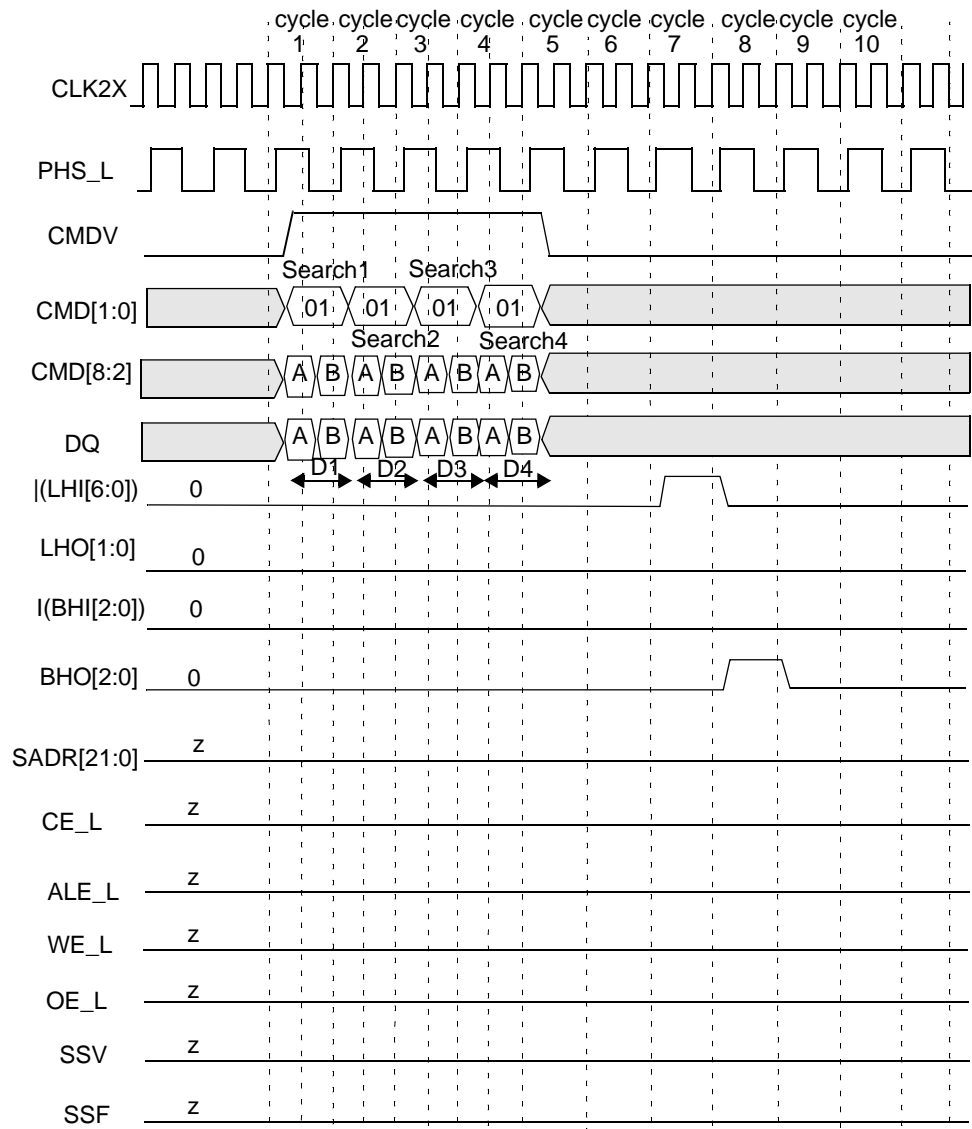 cycle cycle cycle cycle cycle cycle cycle cycle cycle cycle
1 2 3 4 5 6 7 8 9 10
CLK2X
PHS_L
CMDV
Search1 Search3
CMD[1:0] 01 01 01 01
Search2 Search4
CMD[8:2] A B A B A B A B
DQ A B A B A B A B
D1 D2 D3 D4
|(LHI[6:0]) 0
LHO[1:0] 0
I(BHI[2:0]) 0
BHO[2:0] 0
SADR[21:0] z
CE_L z
ALE_L z
WE_L z
OE_L z
SSV z
SSF z